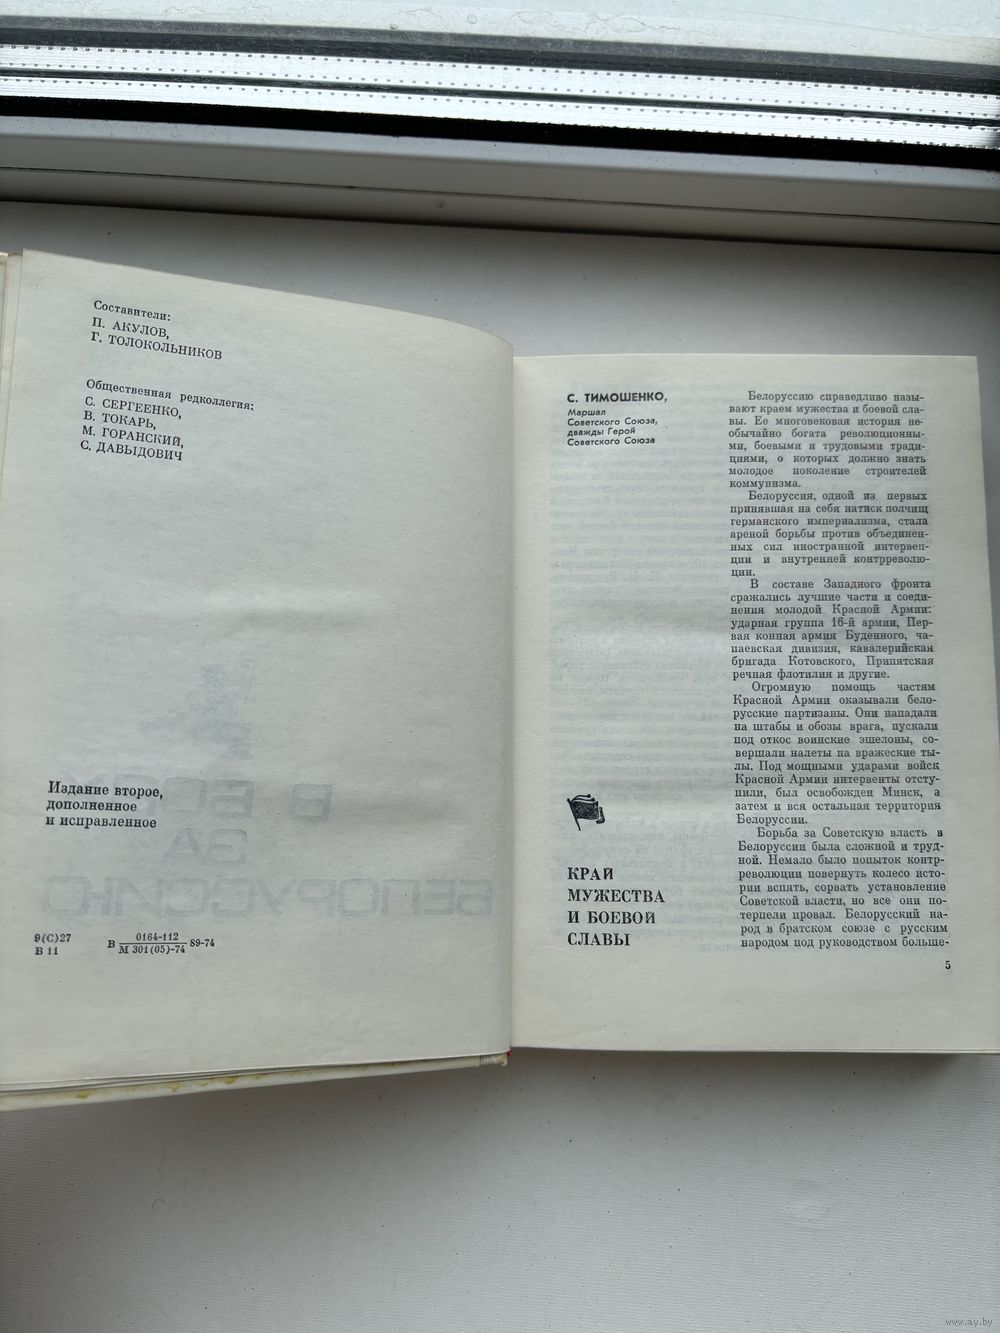 Составители:
П. АКУЛОВ,
Г. ТОЛОКОЛЬНИКОВ
Общественная редколлегия:
С. СЕРГЕЕНКО,
В. ТОКАРЬ,
М. ГОРАНСКИЙ,
С. ДАВЫДОВИЧ
В БОЯХ
ЗА
БЕЛОРУССИЮ
Издание второе,
дополненное
и исправленное
9(С)27
В 11
В 0164-112 89-74
М 301(05)-74
С. ТИМОШЕНКО,
Маршал
Советского Союза,
дважды Герой
Советского Союза
КРАЙ
МУЖЕСТВА
И БОЕВОЙ
СЛАВЫ
Белоруссию справедливо назы-
вают краем мужества и боевой сла-
вы. Ее многовековая история не-
обычайно богата революционны-
ми, боевыми и трудовыми тради-
циями, о которых должно знать
молодое поколение строителей
коммунизма.
Белоруссия, одной из первых
принявшая на себя натиск полчищ
германского империализма, стала
ареной борьбы против объединен-
ных сил иностранной интервен-
ции и внутренней контрреволю-
ции.
В составе Западного фронта
сражались лучшие части и соеди-
нения молодой Красной Армии:
ударная группа 16-й армии, Пер-
вая конная армия Буденного, ча-
паевская дивизия, кавалерийская
бригада Котовского, Припятская
речная флотилия и другие.
Огромную помощь частям
Красной Армии оказывали бело-
русские партизаны. Они нападали
на штабы и обозы врага, пускали
под откос воинские эшелоны, со-
вершали налеты на вражеские ты-
лы. Под мощными ударами войск
Красной Армии интервенты отсту-
пили, был освобожден Минск, а
затем и вся остальная территория
Белоруссии.
Борьба за Советскую власть в
Белоруссии была сложной и труд-
ной. Немало было попыток контр-
революции повернуть колесо исто-
рии вспять, сорвать установление
Советской власти, но все они по-
терпели провал. Белорусский на-
род в братском союзе с русским
народом под руководством больше-
5
www.ay.by